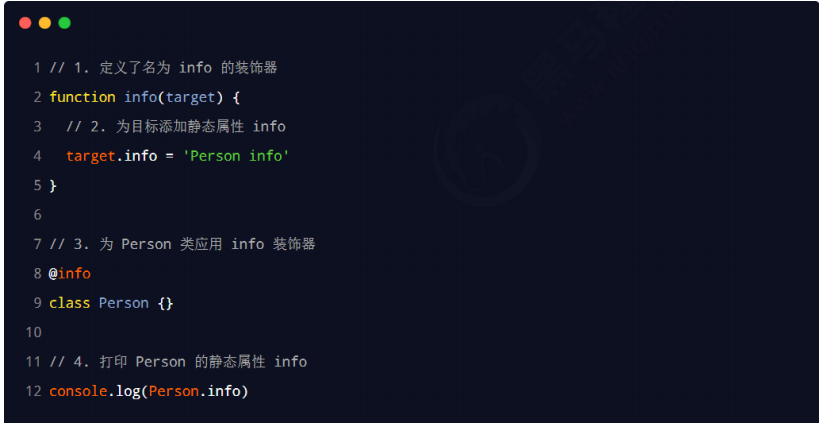 1 // 1. 定义了名为 info 的装饰器
2 function info(target) {
3   // 2. 为目标添加静态属性 info
4   target.info = 'Person info'
5 }
6
7 // 3. 为 Person 类应用 info 装饰器
8 @info
9 class Person {}
10
11 // 4. 打印 Person 的静态属性 info
12 console.log(Person.info)